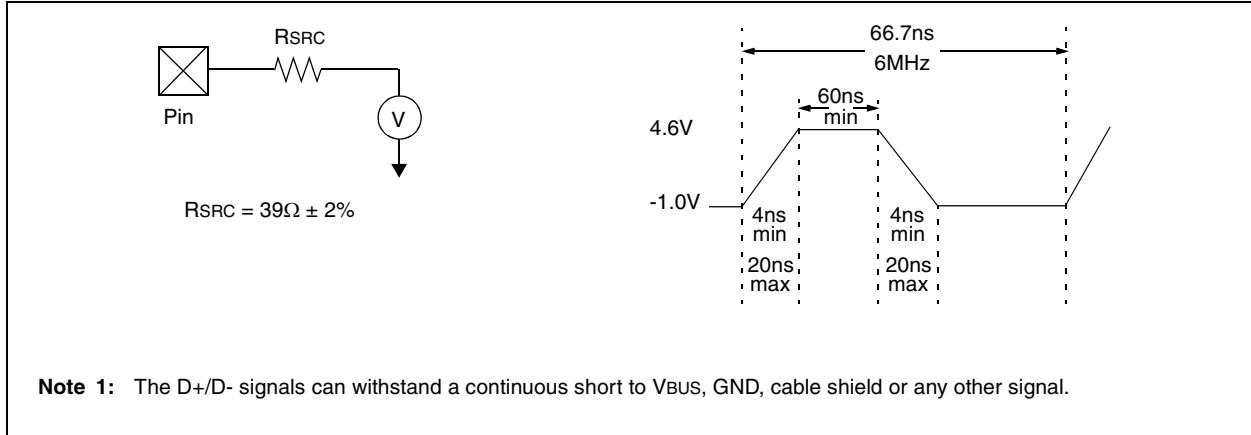 RSRC
Pin
V
RSRC = 39Ω ± 2%
66.7ns
6MHz
60ns
min
4.6V
-1.0V
4ns
min
20ns
max
4ns
min
20ns
max
Note 1: The D+/D- signals can withstand a continuous short to VBUS, GND, cable shield or any other signal.